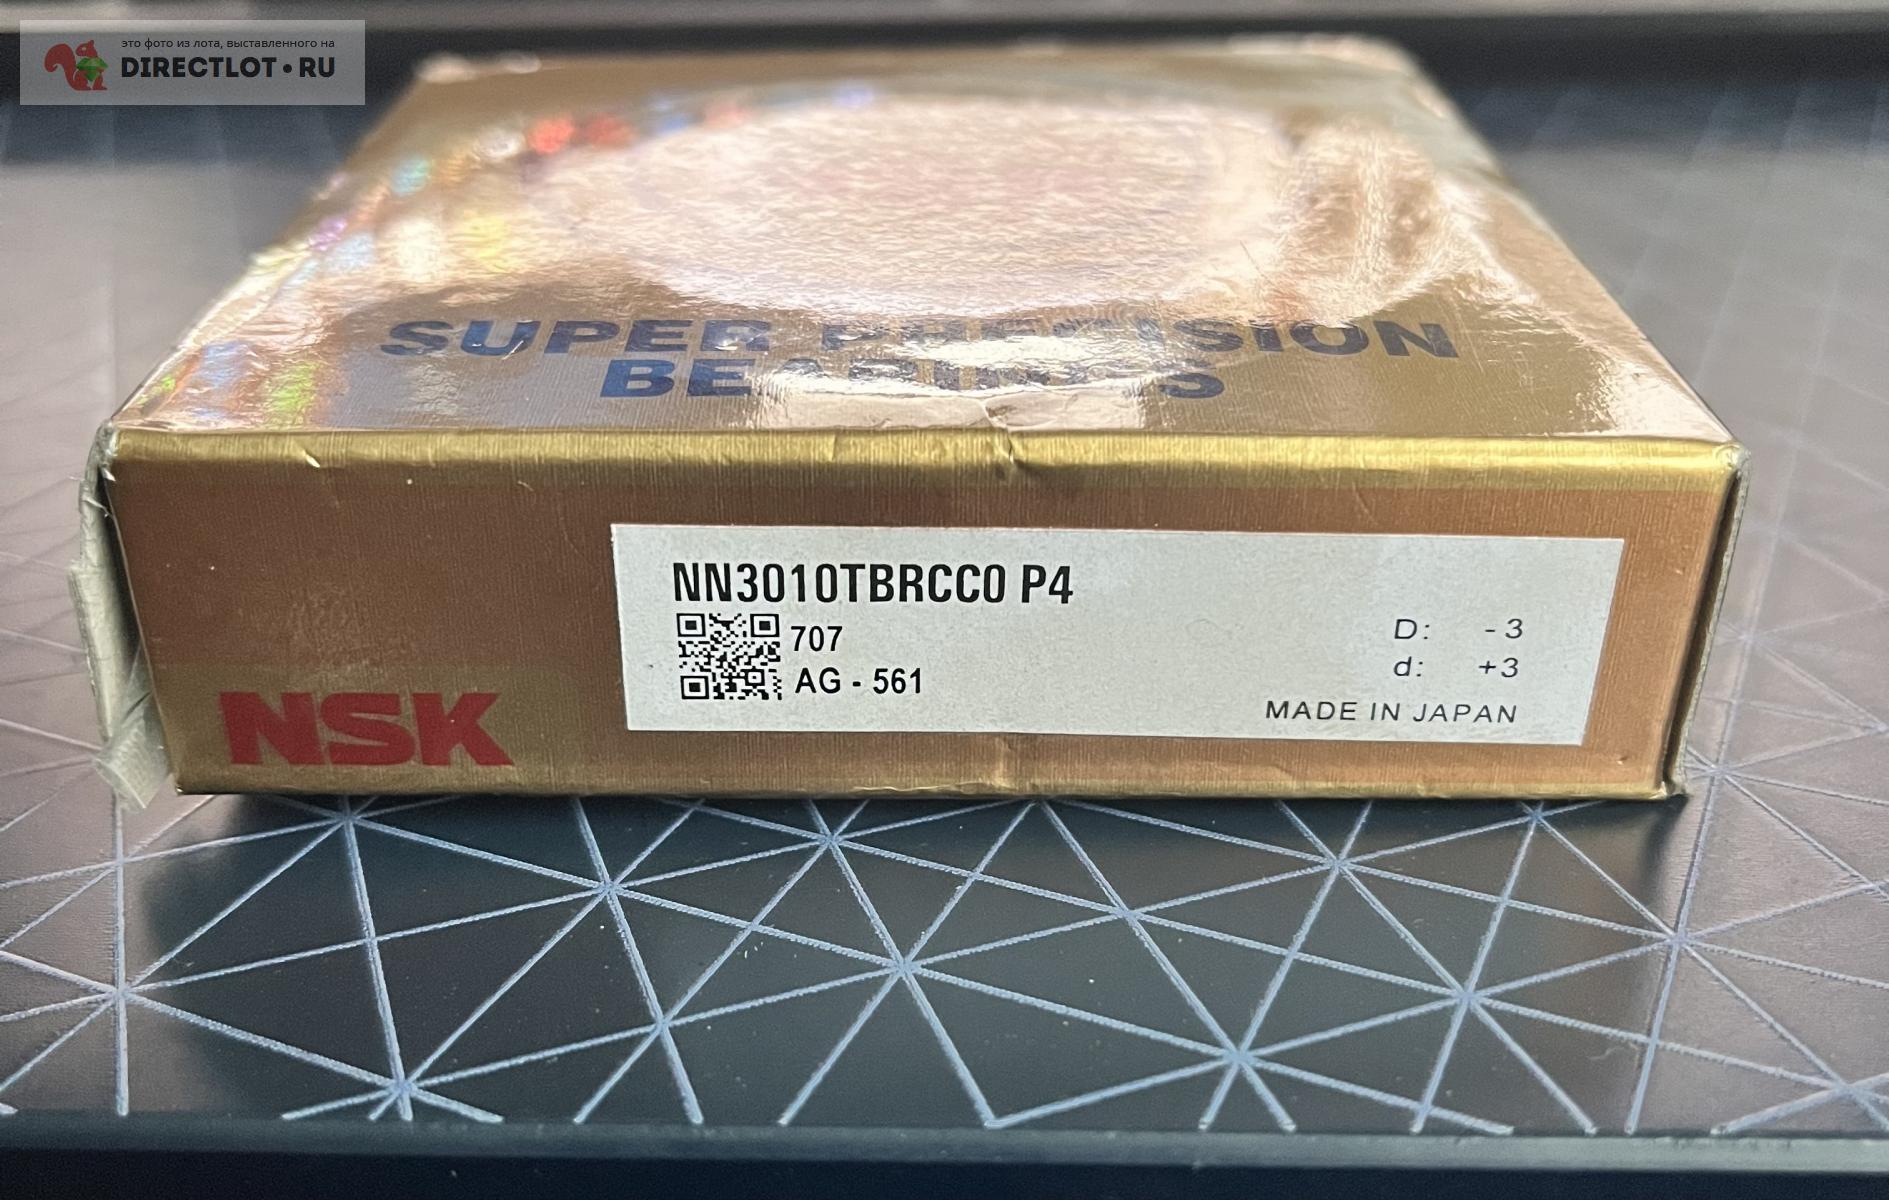 это фото из лота, выставленного на
DIRECTLOT•RU
SUPER PRECISION
BEARINGS
NN3010TBRCC0 P4
707
AG - 561
D: -3
d: +3
MADE IN JAPAN
NSK